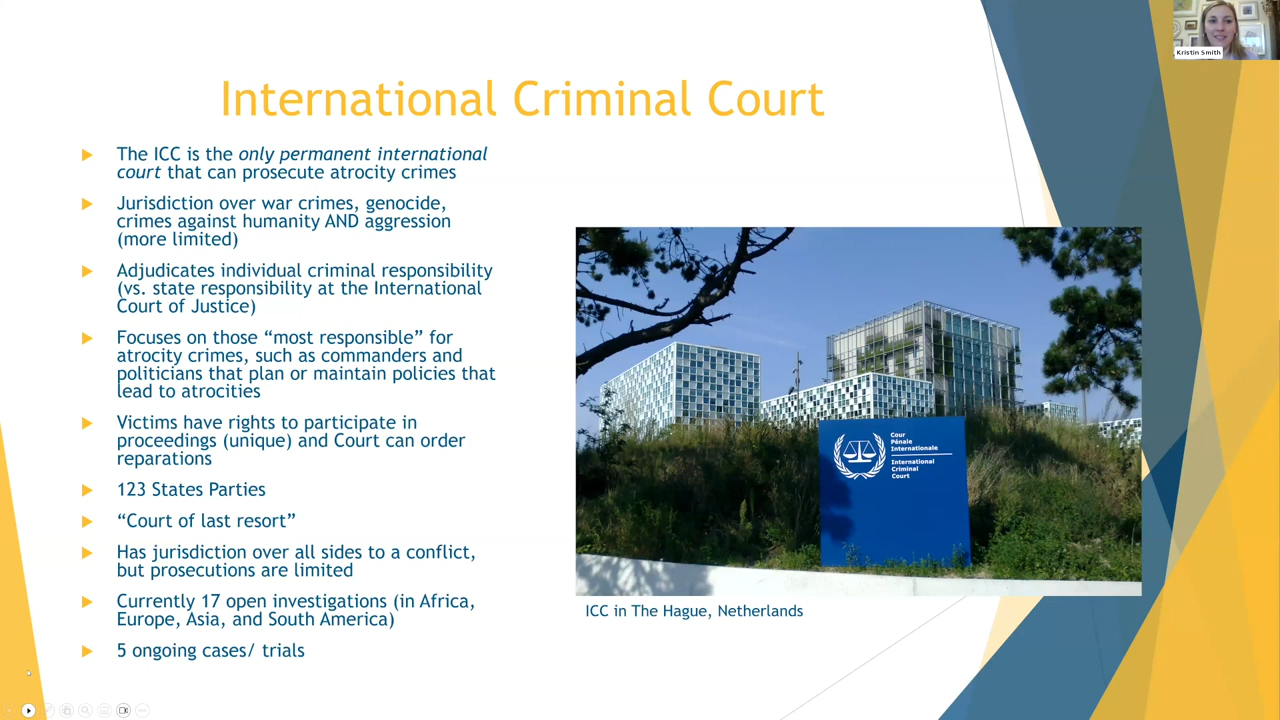 Kristin Smith
International Criminal Court
The ICC is the only permanent international
court that can prosecute atrocity crimes
Jurisdiction over war crimes, genocide,
crimes against humanity AND aggression
(more limited)
Adjudicates individual criminal responsibility
(vs. state responsibility at the International
Court of Justice)
Focuses on those “most responsible” for
atrocity crimes, such as commanders and
politicians that plan or maintain policies that
lead to atrocities
Victims have rights to participate in
proceedings (unique) and Court can order
reparations
123 States Parties
“Court of last resort”
Has jurisdiction over all sides to a conflict,
but prosecutions are limited
Currently 17 open investigations (in Africa,
Europe, Asia, and South America)
5 ongoing cases/ trials
Cour
Pénale
Internationale
International
Criminal
Court
ICC in The Hague, Netherlands